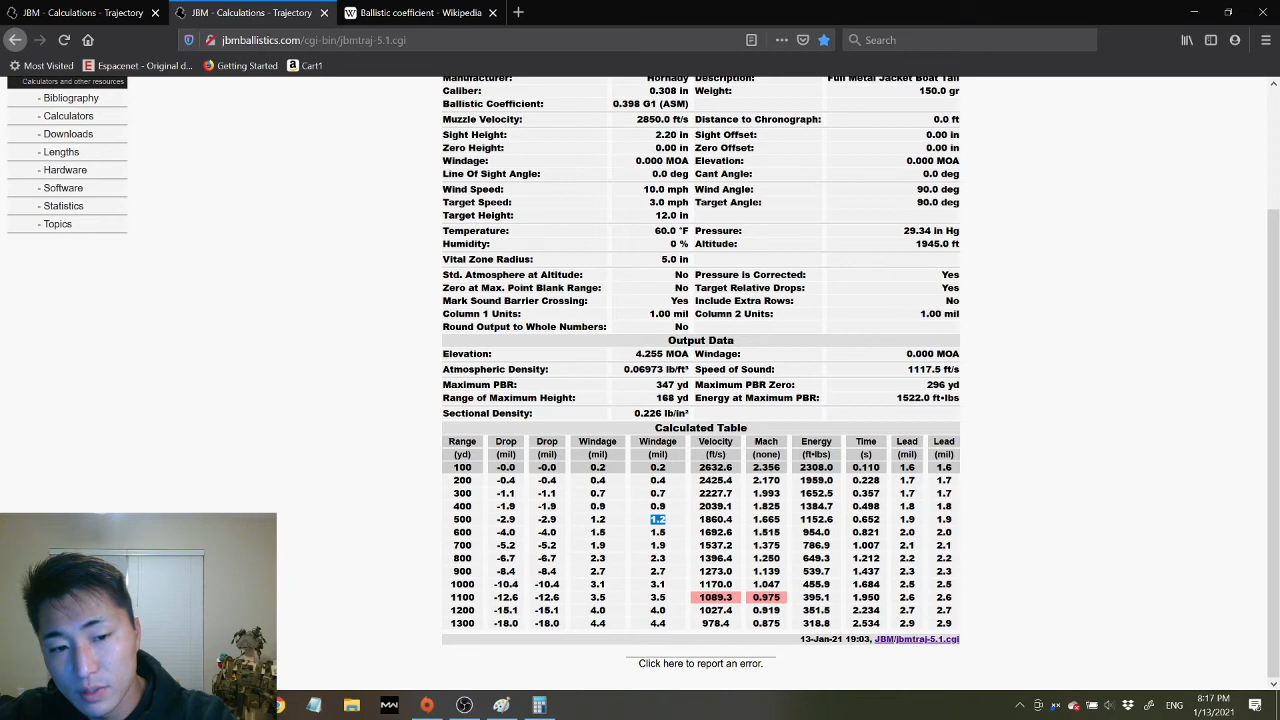 JBM - Calculations - Trajectory
JBM - Calculations - Trajectory
Ballistic coefficient - Wikipedia
jbmballistics.com/cgi-bin/jbmtraj-5.1.cgi
Search
Most Visited
Espacenet - Original d...
Getting Started
Cart1
Calculators and other resources
- Bibliography
- Calculators
- Downloads
- Lengths
- Hardware
- Software
- Statistics
- Topics
Manufacturer: Hornady Description: Full Metal Jacket Boat Tail
Caliber: 0.308 in Weight: 150.0 gr
Ballistic Coefficient: 0.398 G1 (ASM)
Muzzle Velocity: 2850.0 ft/s Distance to Chronograph: 0.0 ft
Sight Height: 2.20 in Sight Offset: 0.00 in
Zero Height: 0.00 in Zero Offset: 0.00 in
Windage: 0.000 MOA Elevation: 0.000 MOA
Line Of Sight Angle: 0.0 deg Cant Angle: 0.0 deg
Wind Speed: 10.0 mph Wind Angle: 90.0 deg
Target Speed: 3.0 mph Target Angle: 90.0 deg
Target Height: 12.0 in
Temperature: 60.0 °F Pressure: 29.34 in Hg
Humidity: 0 % Altitude: 1945.0 ft
Vital Zone Radius: 5.0 in
Std. Atmosphere at Altitude: No Pressure is Corrected: Yes
Zero at Max. Point Blank Range: No Target Relative Drops: Yes
Mark Sound Barrier Crossing: Yes Include Extra Rows: No
Column 1 Units: 1.00 mil Column 2 Units: 1.00 mil
Round Output to Whole Numbers: No
Output Data
Elevation: 4.255 MOA Windage: 0.000 MOA
Atmospheric Density: 0.06973 lb/ft³ Speed of Sound: 1117.5 ft/s
Maximum PBR: 347 yd Maximum PBR Zero: 296 yd
Range of Maximum Height: 168 yd Energy at Maximum PBR: 1522.0 ft•lbs
Sectional Density: 0.226 lb/in²
Calculated Table
Range Drop Drop Windage Windage Velocity Mach Energy Time Lead Lead
(yd) (mil) (mil) (mil) (mil) (ft/s) (none) (ft•lbs) (s) (mil) (mil)
100 -0.0 -0.0 0.2 0.2 2632.6 2.356 2308.0 0.110 1.6 1.6
200 -0.4 -0.4 0.4 0.4 2425.4 2.170 1959.0 0.228 1.7 1.7
300 -1.1 -1.1 0.7 0.7 2227.7 1.993 1652.5 0.357 1.7 1.7
400 -1.9 -1.9 0.9 0.9 2039.1 1.825 1384.7 0.498 1.8 1.8
500 -2.9 -2.9 1.2 1.2 1860.4 1.665 1152.6 0.652 1.9 1.9
600 -4.0 -4.0 1.5 1.5 1692.6 1.515 954.0 0.821 2.0 2.0
700 -5.2 -5.2 1.9 1.9 1537.2 1.375 786.9 1.007 2.1 2.1
800 -6.7 -6.7 2.3 2.3 1396.4 1.250 649.3 1.212 2.2 2.2
900 -8.4 -8.4 2.7 2.7 1273.0 1.139 539.7 1.437 2.3 2.3
1000 -10.4 -10.4 3.1 3.1 1170.0 1.047 455.9 1.684 2.5 2.5
1100 -12.6 -12.6 3.5 3.5 1089.3 0.975 395.1 1.950 2.6 2.6
1200 -15.1 -15.1 4.0 4.0 1027.4 0.919 351.5 2.234 2.7 2.7
1300 -18.0 -18.0 4.4 4.4 978.4 0.875 318.8 2.534 2.9 2.9
13-Jan-21 19:03, JBM/jbmtraj-5.1.cgi
Click here to report an error.
ENG
8:17 PM
1/13/2021